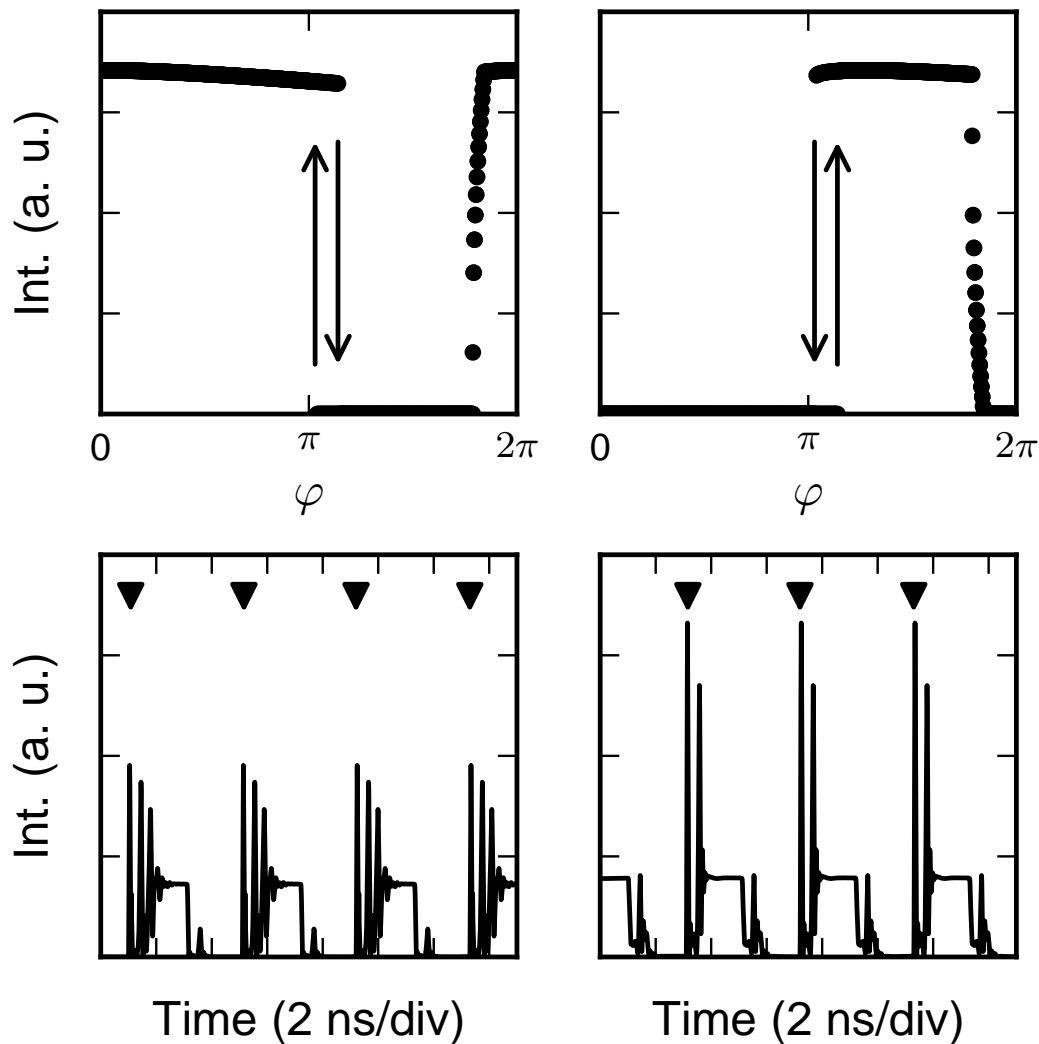 Int. (a. u.)
0 π 2π
φ
0 π 2π
φ
Int. (a. u.)
Time (2 ns/div)
Time (2 ns/div)